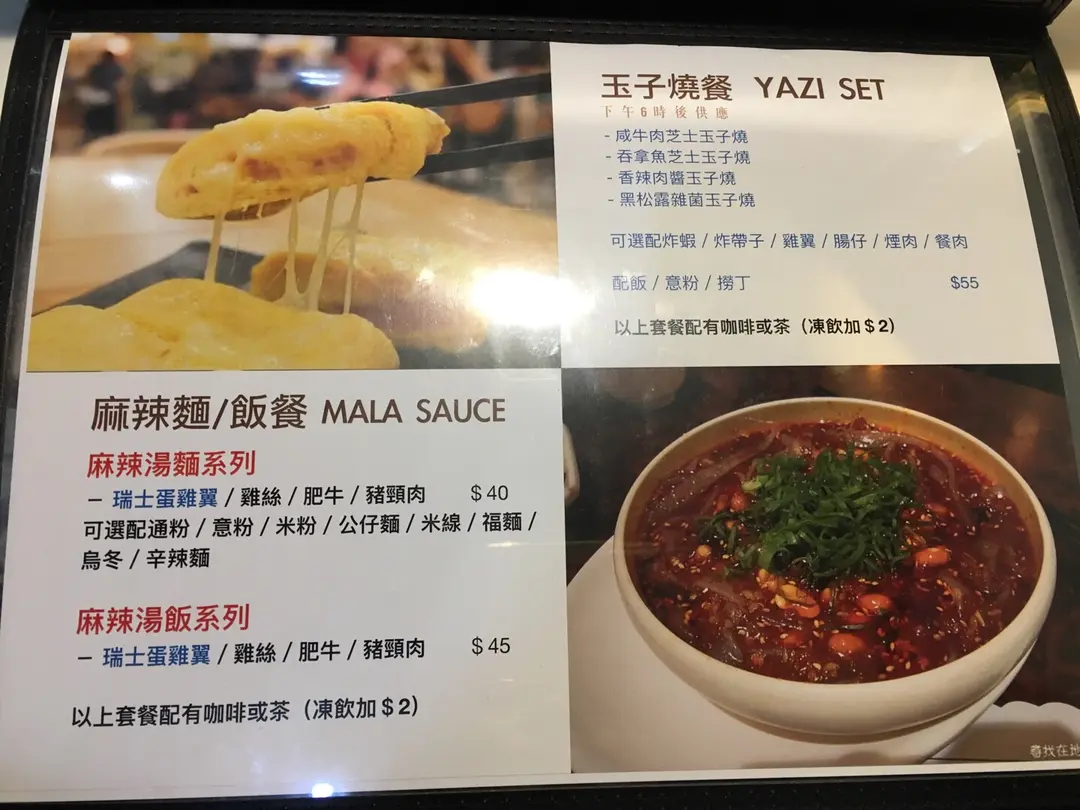 玉子燒餐 YAZI SET
下午6時後供應
- 咸牛肉芝士玉子燒
- 吞拿魚芝士玉子燒
- 香辣肉醬玉子燒
- 黑松露雜菌玉子燒
可選配炸蝦 / 炸帶子 / 雞翼 / 腸仔 / 煙肉 / 餐肉
配飯 / 意粉 / 撈丁 $55
以上套餐配有咖啡或茶（凍飲加＄2）
麻辣麵/飯餐 MALA SAUCE
麻辣湯麵系列
– 瑞士蛋雞翼 / 雞絲 / 肥牛 / 豬頸肉 ＄40
可選配通粉 / 意粉 / 米粉 / 公仔麵 / 米線 / 福麵 /
烏冬 / 辛辣麵
麻辣湯飯系列
– 瑞士蛋雞翼 / 雞絲 / 肥牛 / 豬頸肉 ＄45
以上套餐配有咖啡或茶（凍飲加＄2）
尋找在地